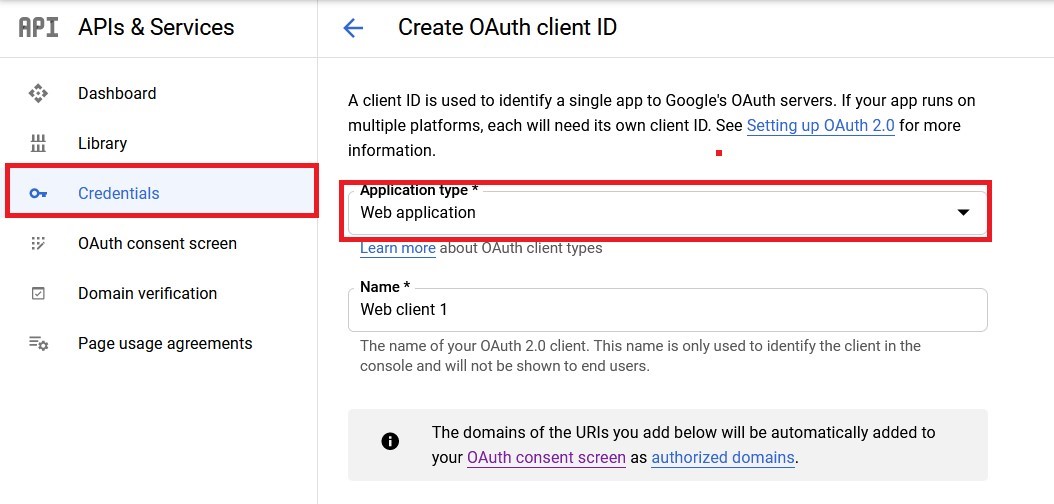 API APIs & Services
Dashboard
Library
Credentials
OAuth consent screen
Domain verification
Page usage agreements
Create OAuth client ID
A client ID is used to identify a single app to Google's OAuth servers. If your app runs on
multiple platforms, each will need its own client ID. See Setting up OAuth 2.0 for more
information.
Application type *
Web application
Learn more about OAuth client types
Name *
Web client 1
The name of your OAuth 2.0 client. This name is only used to identify the client in the
console and will not be shown to end users.
The domains of the URIs you add below will be automatically added to
your OAuth consent screen as authorized domains.